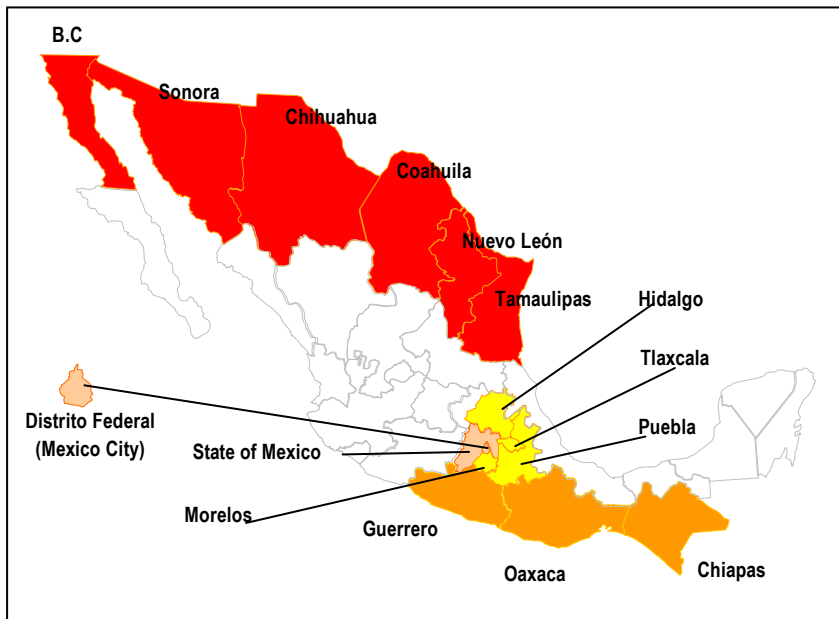 B.C
Sonora
Chihuahua
Coahuila
Nuevo León
Tamaulipas
Hidalgo
Tlaxcala
Distrito Federal
(Mexico City)
Puebla
State of Mexico
Morelos
Guerrero
Oaxaca
Chiapas